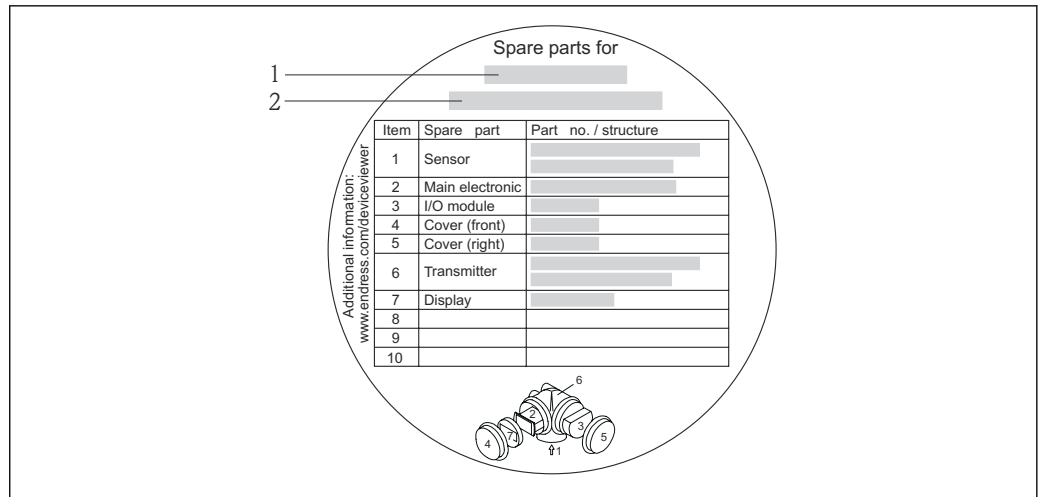 Spare parts for
1
2
Item Spare part Part no. / structure
1 Sensor
2 Main electronic
3 I/O module
4 Cover (front)
5 Cover (right)
6 Transmitter
7 Display
8
9
10
Additional information:
www.endress.com/deviceviewer
6
2
3
7
4
5
1